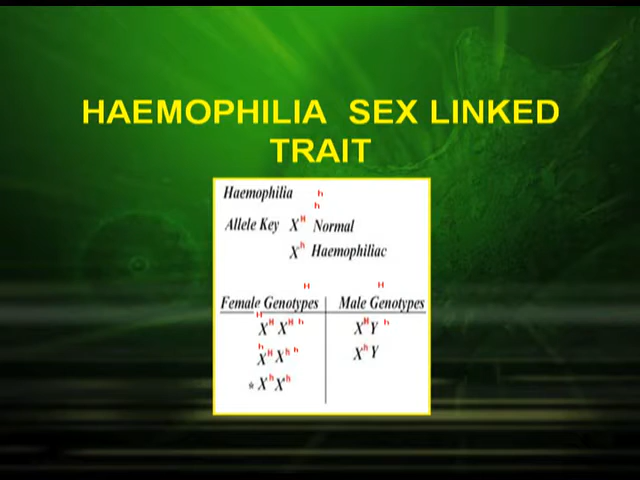 HAEMOPHILIA SEX LINKED
TRAIT
Haemophilia h
h
Allele Key X^H Normal
X^h Haemophiliac
H H
Female Genotypes Male Genotypes
H
X^H X^H h X^H Y h
h
X^H X^h h X^h Y
* X^h X^h